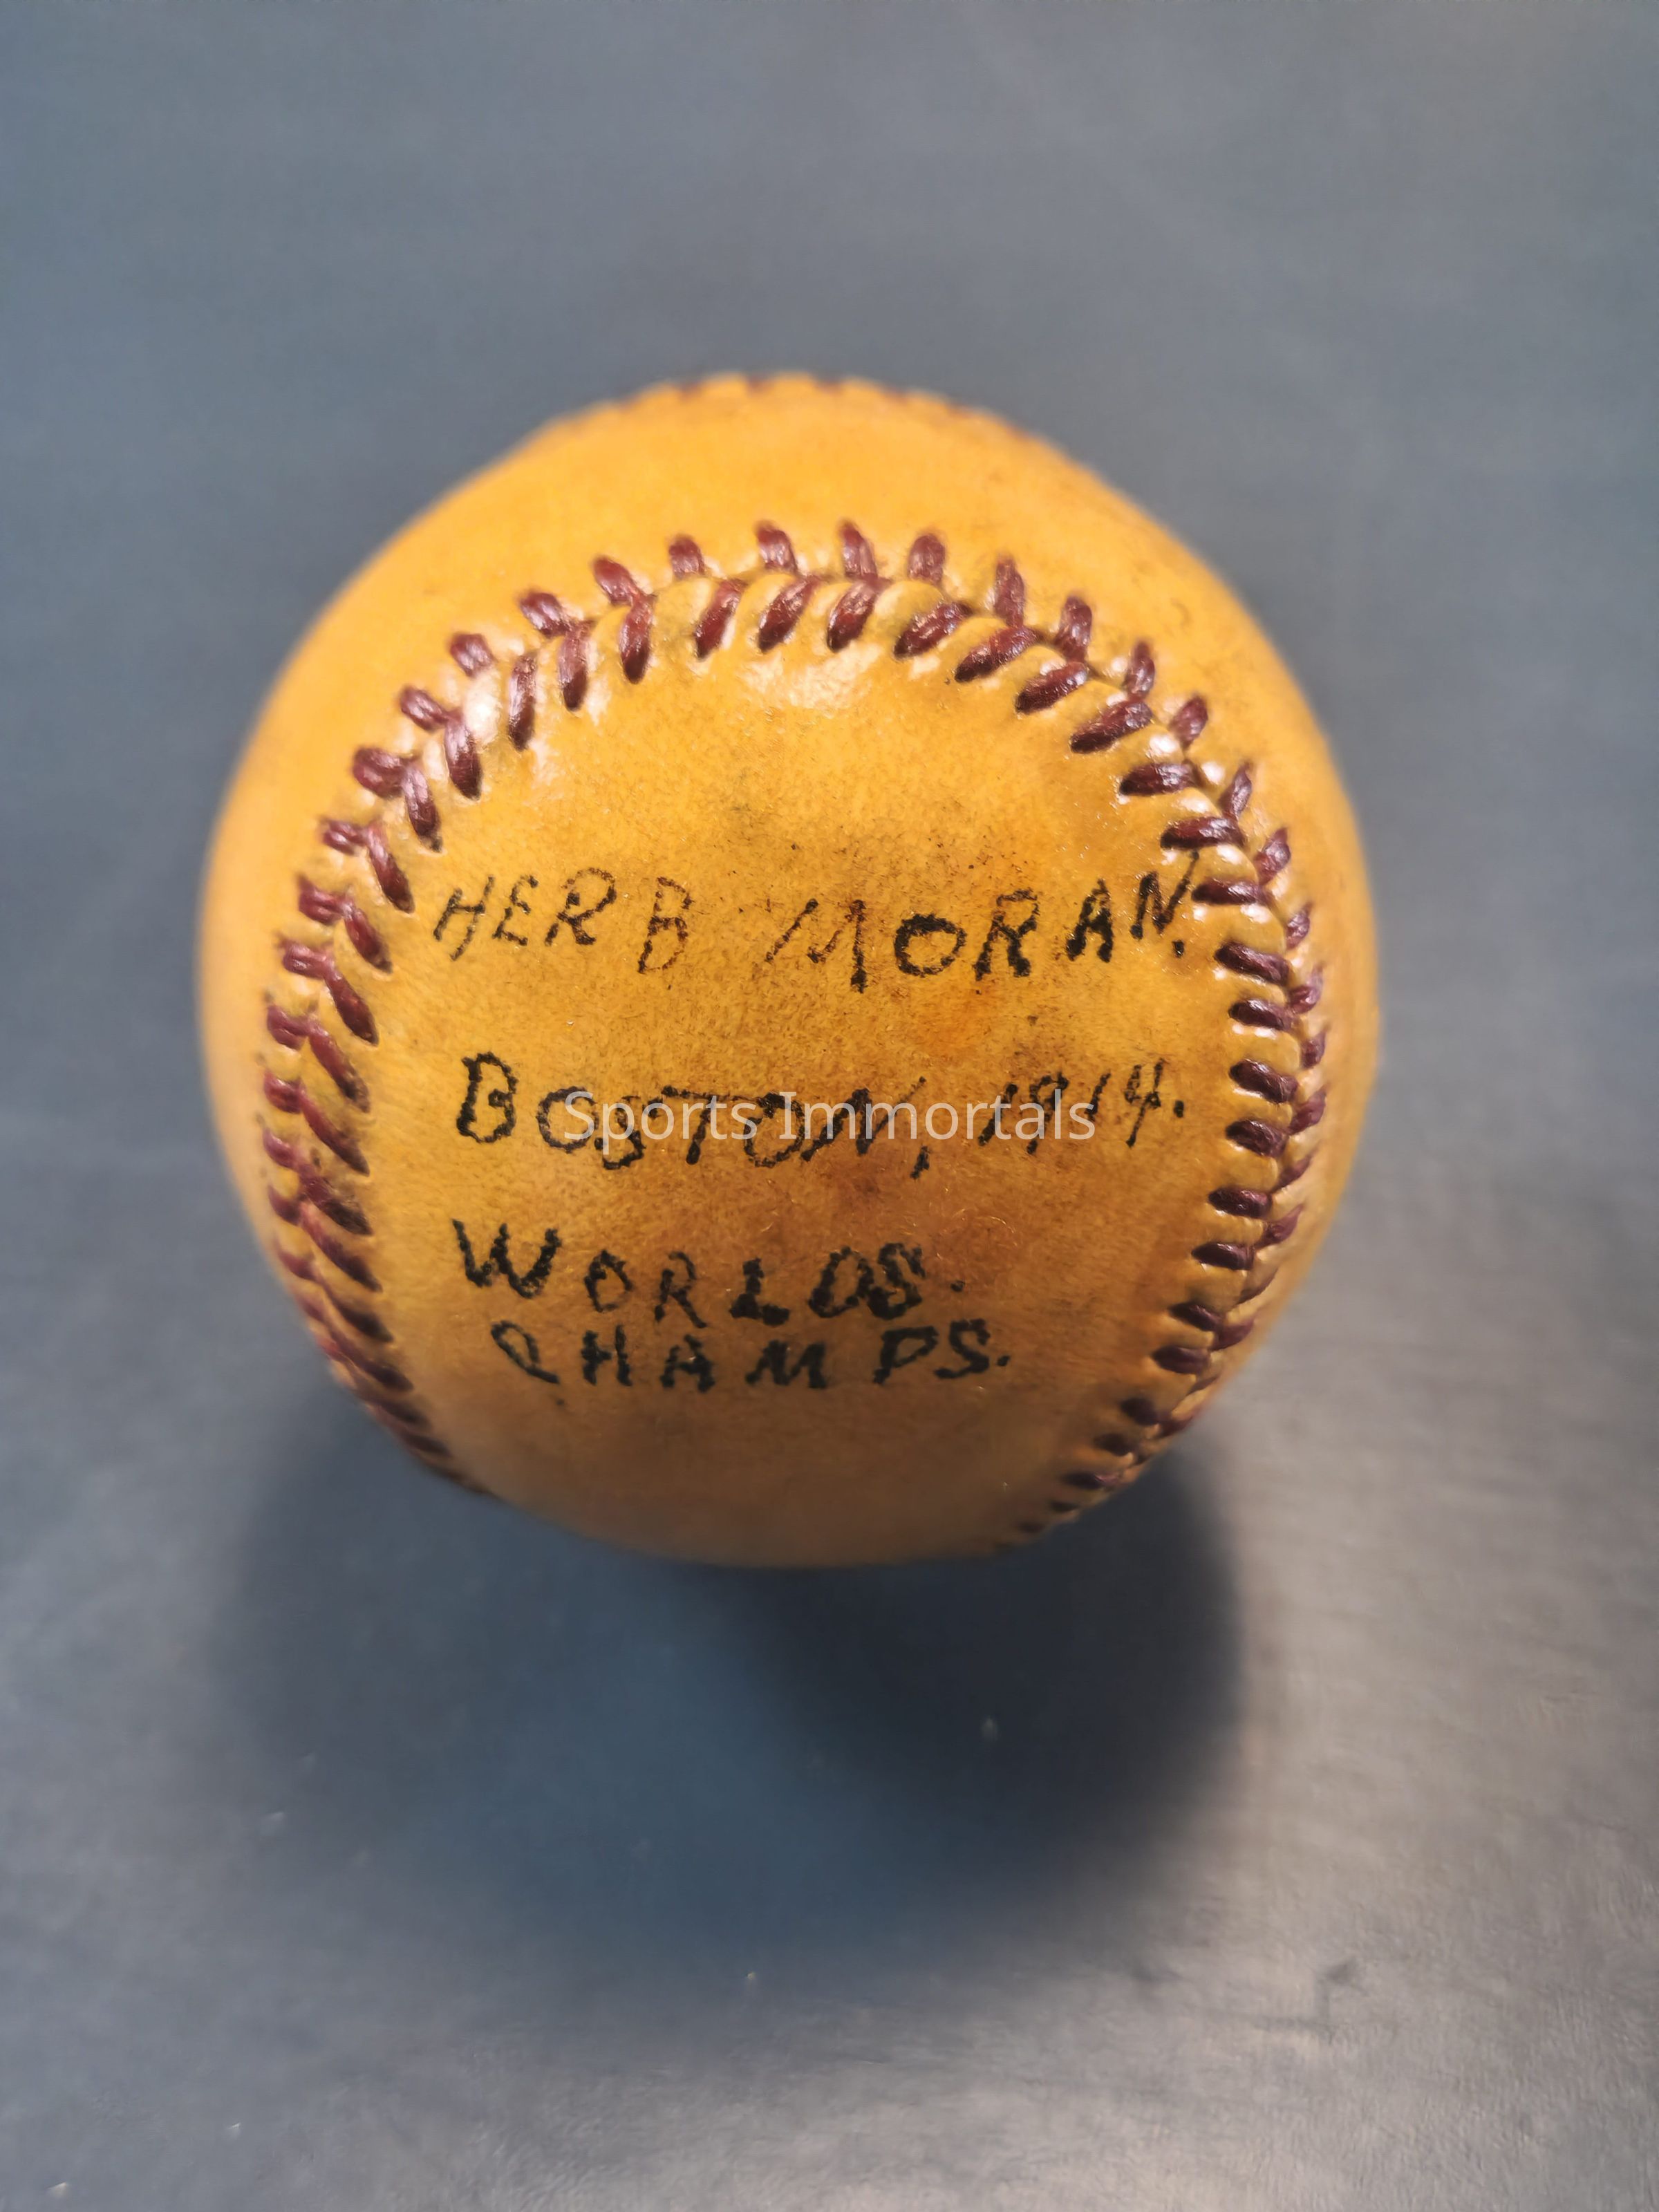 HERB MORAN.
BOSTON, 1914.
Sports Immortals
WORLDS.
CHAMPS.